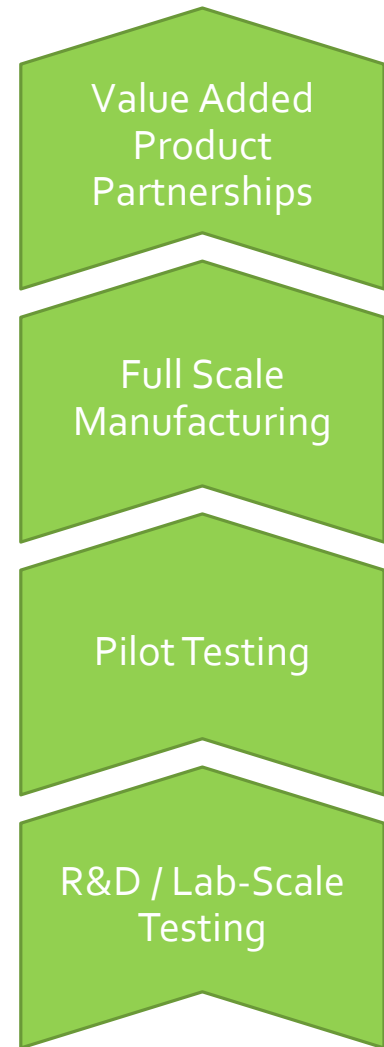 Value Added
Product
Partnerships
Full Scale
Manufacturing
Pilot Testing
R&D / Lab-Scale
Testing